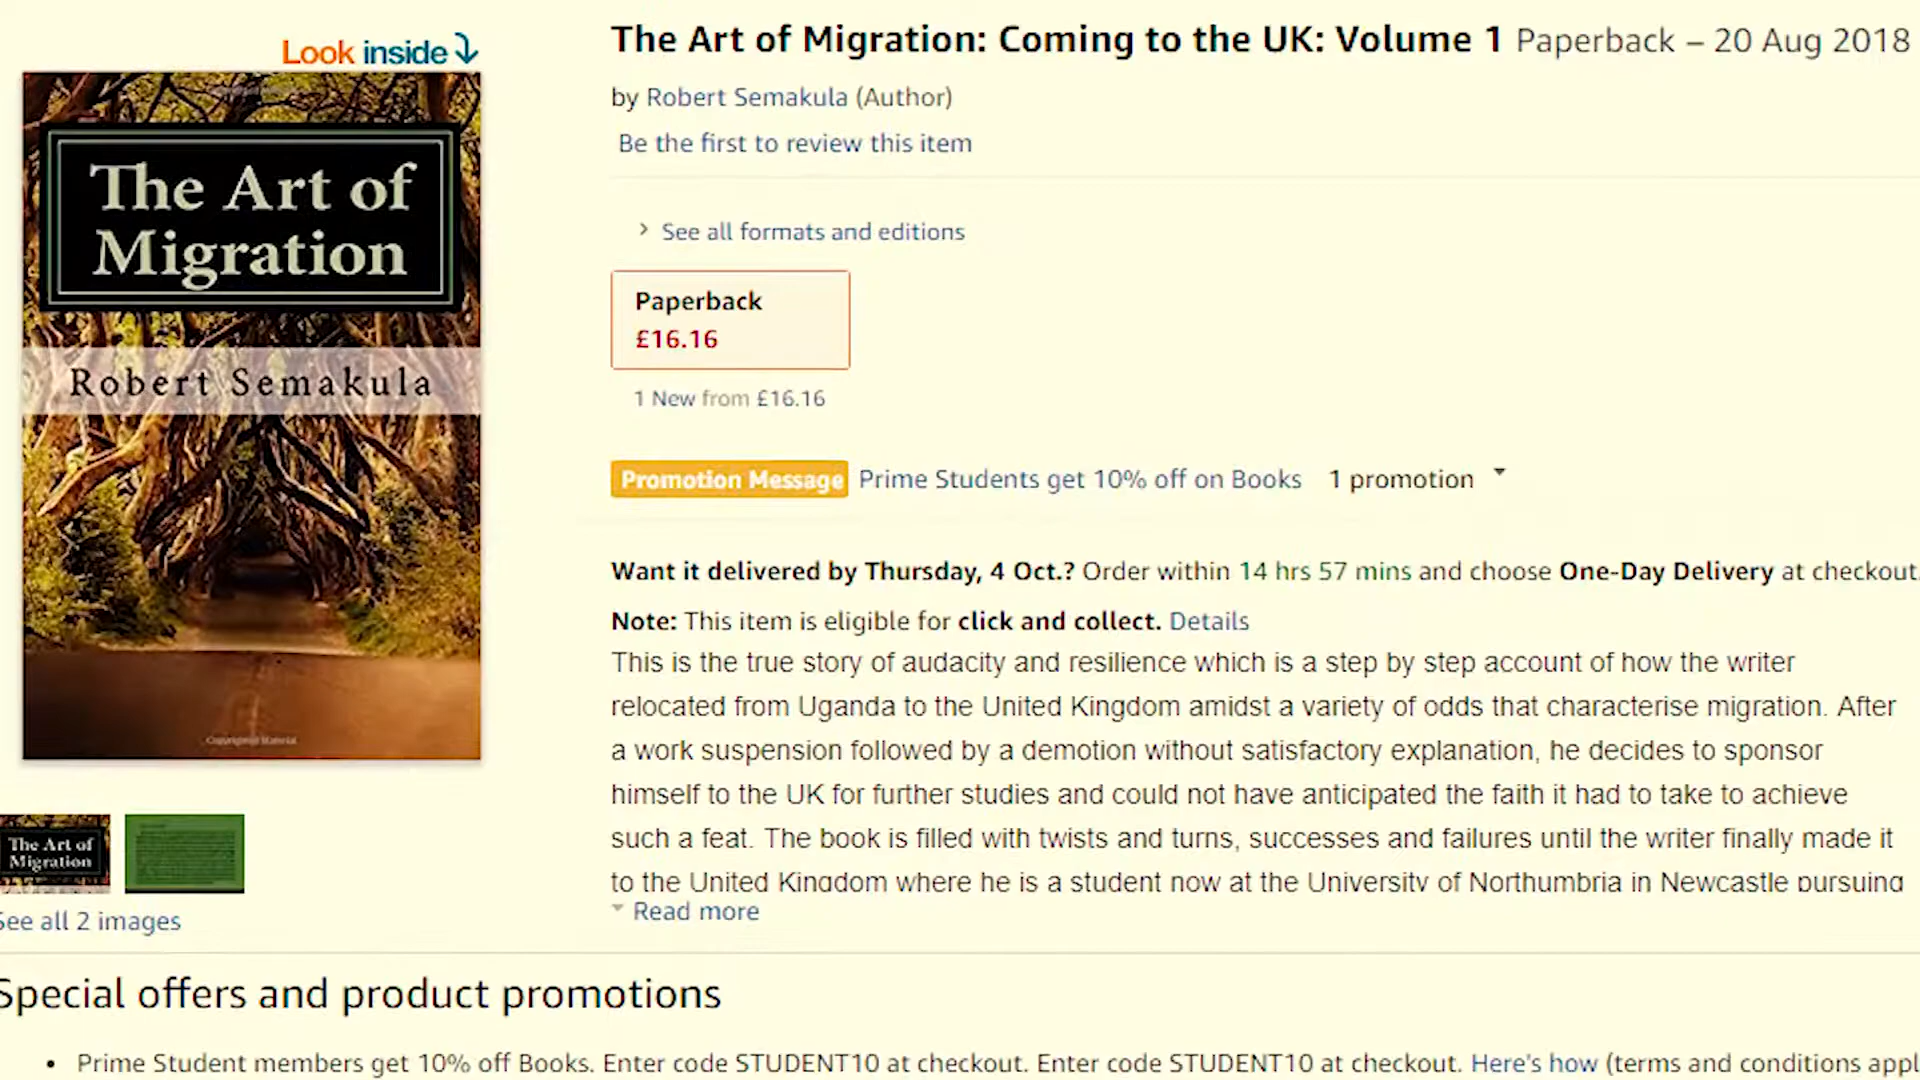 Look inside
The Art of Migration: Coming to the UK: Volume 1 Paperback – 20 Aug 2018
by Robert Semakula (Author)
Be the first to review this item
The Art of
Migration
Robert Semakula
Copyrighted Material
› See all formats and editions
Paperback
£16.16
1 New from £16.16
Promotion Message Prime Students get 10% off on Books 1 promotion
Want it delivered by Thursday, 4 Oct.? Order within 14 hrs 57 mins and choose One-Day Delivery at checkout.
Note: This item is eligible for click and collect. Details
This is the true story of audacity and resilience which is a step by step account of how the writer
relocated from Uganda to the United Kingdom amidst a variety of odds that characterise migration. After
a work suspension followed by a demotion without satisfactory explanation, he decides to sponsor
himself to the UK for further studies and could not have anticipated the faith it had to take to achieve
such a feat. The book is filled with twists and turns, successes and failures until the writer finally made it
to the United Kingdom where he is a student now at the University of Northumbria in Newcastle pursuing
Read more
The Art of
Migration
See all 2 images
Special offers and product promotions
• Prime Student members get 10% off Books. Enter code STUDENT10 at checkout. Enter code STUDENT10 at checkout. Here's how (terms and conditions appl